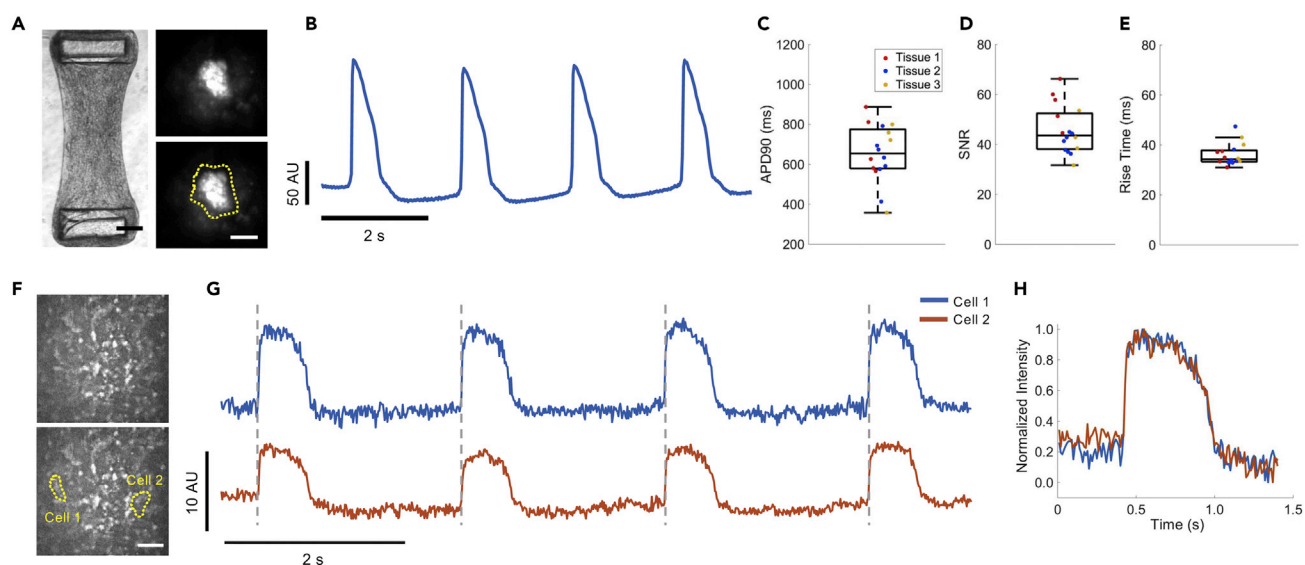 A
B
50 AU
2 s
C
1200
1000
800
600
400
200
APD90 (ms)
Tissue 1
Tissue 2
Tissue 3
D
80
60
40
20
0
SNR
E
80
60
40
20
0
Rise Time (ms)
F
Cell 2
Cell 1
G
Cell 1
Cell 2
10 AU
2 s
H
1.0
0.8
0.6
0.4
0.2
0.0
Normalized Intensity
0
0.5
1.0
1.5
Time (s)